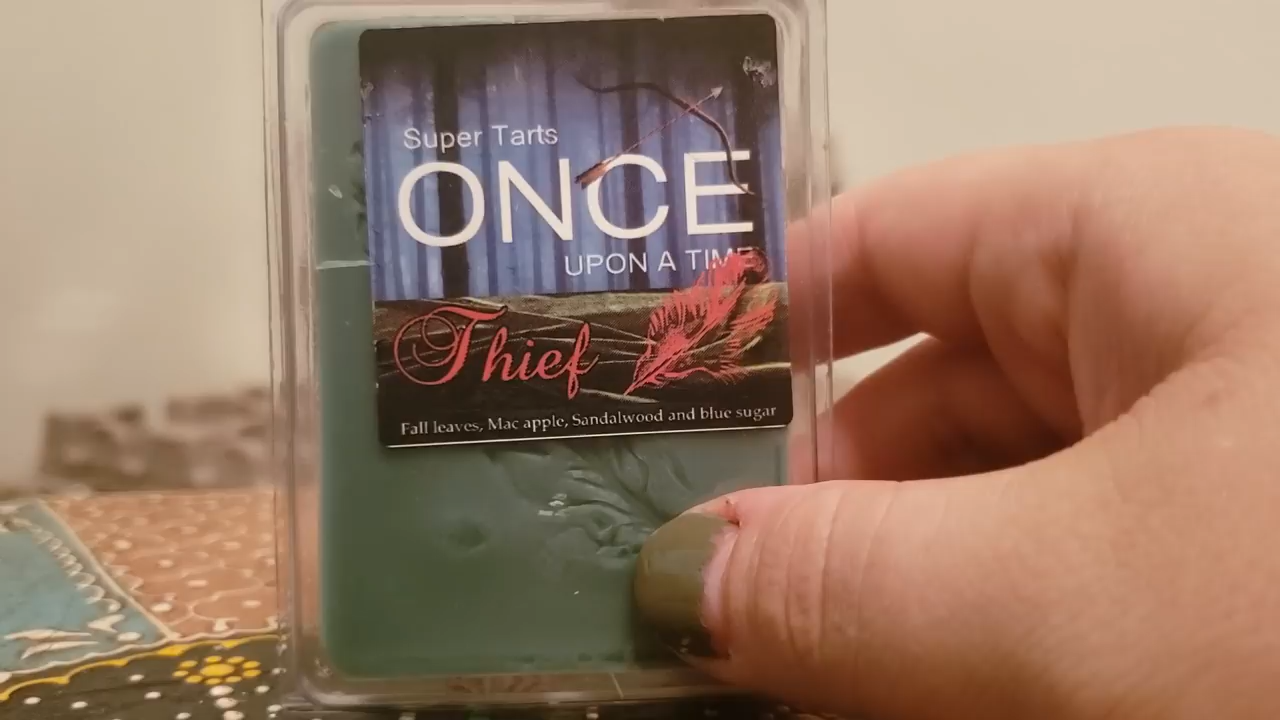 Super Tarts
ONCE
UPON A TIME
Thief
Fall leaves, Mac apple, Sandalwood and blue sugar